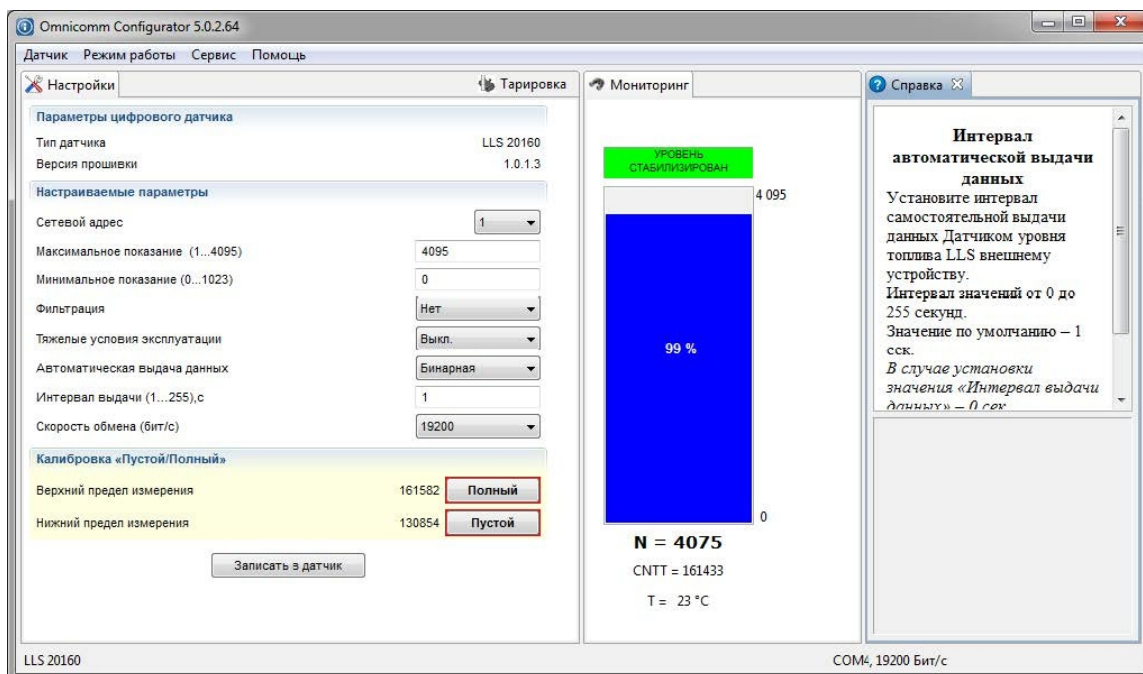 Omnicomm Configurator 5.0.2.64
Датчик Режим работы Сервис Помощь
Настройки Тарировка
Параметры цифрового датчика
Тип датчика LLS 20160
Версия прошивки 1.0.1.3
Настраиваемые параметры
Сетевой адрес 1
Максимальное показание (1...4095) 4095
Минимальное показание (0...1023) 0
Фильтрация Нет
Тяжелые условия эксплуатации Выкл.
Автоматическая выдача данных Бинарная
Интервал выдачи (1...255),с 1
Скорость обмена (бит/с) 19200
Калибровка «Пустой/Полный»
Верхний предел измерения 161582 Полный
Нижний предел измерения 130854 Пустой
Записать в датчик
Мониторинг
УРОВЕНЬ
СТАБИЛИЗИРОВАН
4 095
99 %
0
N = 4075
CNTT = 161433
T = 23 °C
Справка
Интервал
автоматической выдачи
данных
Установите интервал
самостоятельной выдачи
данных Датчиком уровня
топлива LLS внешнему
устройству.
Интервал значений от 0 до
255 секунд.
Значение по умолчанию – 1
сек.
В случае установки
значения «Интервал выдачи
данных» – 0 сек
LLS 20160 COM4, 19200 Бит/с